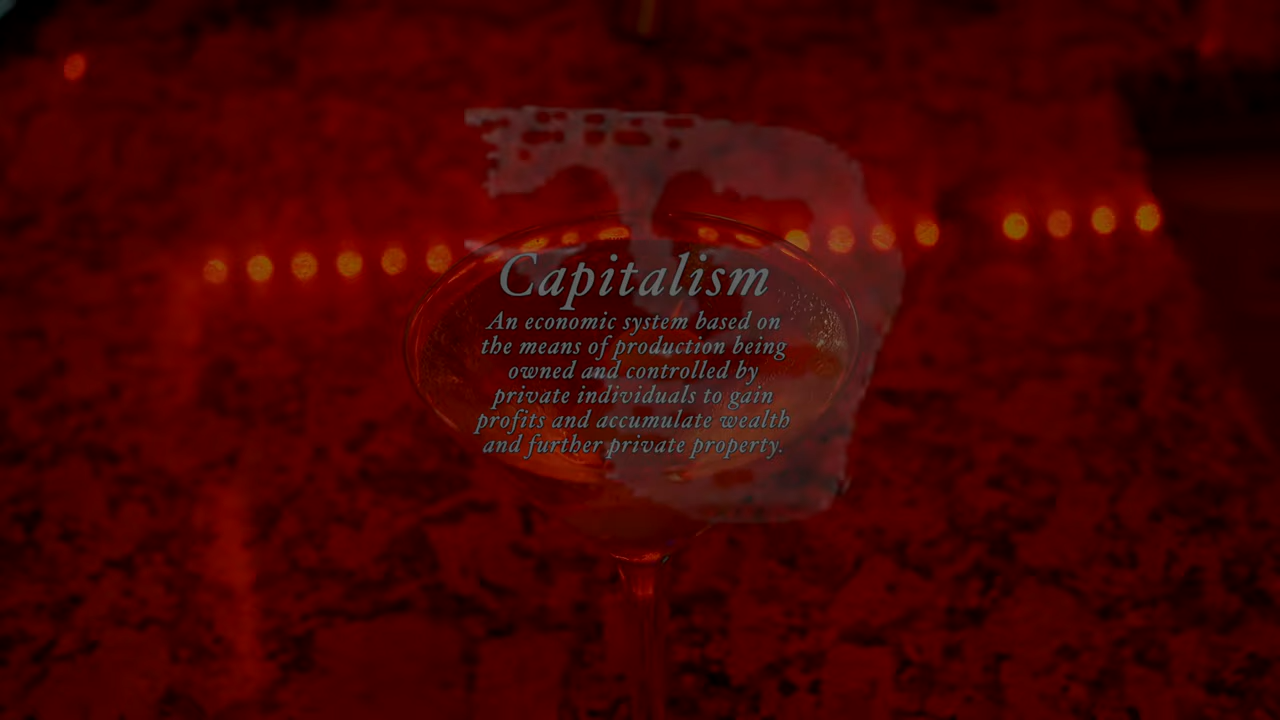 Capitalism
An economic system based on
the means of production being
owned and controlled by
private individuals to gain
profits and accumulate wealth
and further private property.